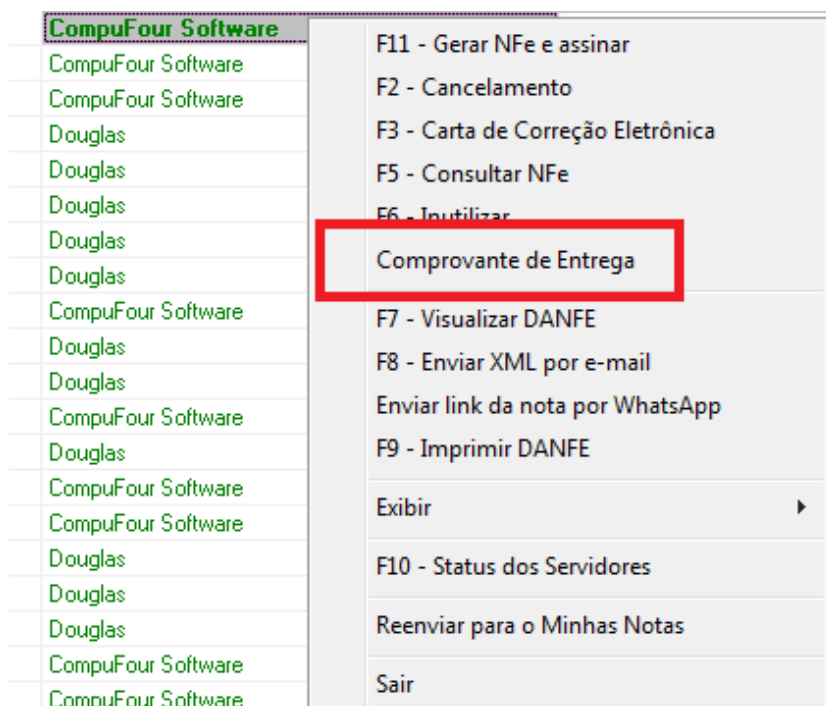 CompuFour Software
CompuFour Software
CompuFour Software
Douglas
Douglas
Douglas
Douglas
Douglas
CompuFour Software
Douglas
Douglas
CompuFour Software
Douglas
CompuFour Software
CompuFour Software
Douglas
Douglas
Douglas
CompuFour Software
CompuFour Software
F11 - Gerar NFe e assinar
F2 - Cancelamento
F3 - Carta de Correção Eletrônica
F5 - Consultar NFe
F6 - Inutilizar
Comprovante de Entrega
F7 - Visualizar DANFE
F8 - Enviar XML por e-mail
Enviar link da nota por WhatsApp
F9 - Imprimir DANFE
Exibir
F10 - Status dos Servidores
Reenviar para o Minhas Notas
Sair